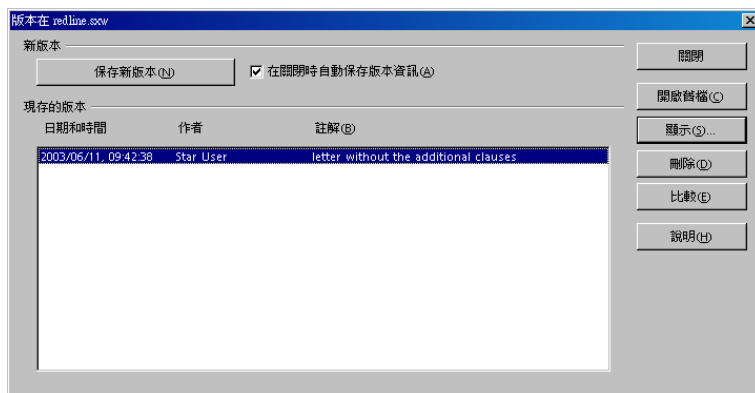 版本在 redline.sxw
新版本
保存新版本(N)
在關閉時自動保存版本資訊(A)
現存的版本
日期和時間 作者 註解(B)
2003/06/11, 09:42:38 Star User letter without the additional clauses
關閉
開啟舊檔(C)
顯示(S)...
刪除(D)
比較(E)
說明(H)